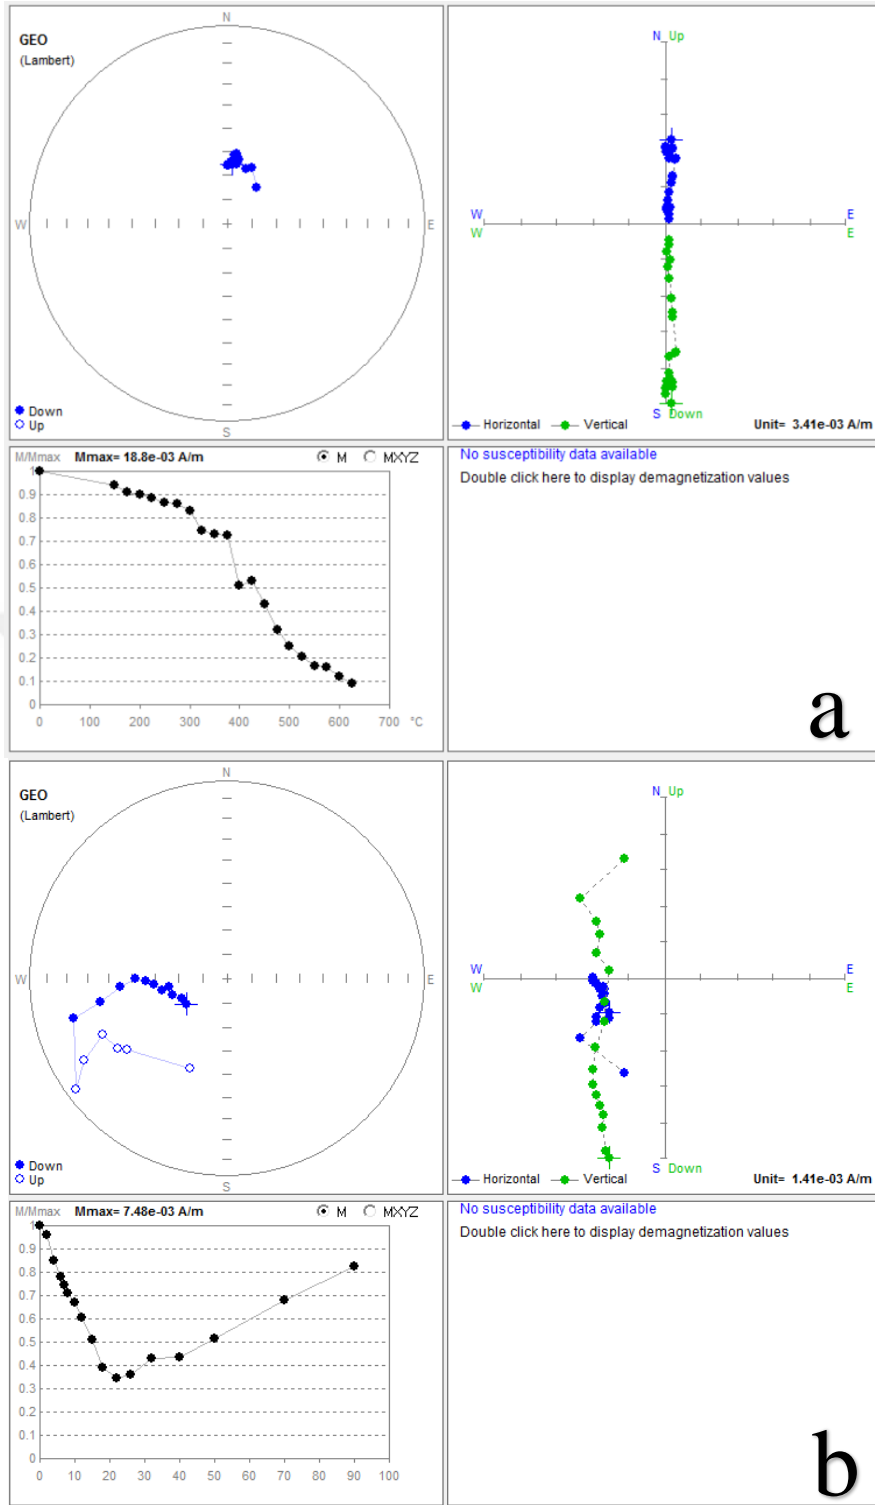 N
GEO
(Lambert)
W
E
S
Down
Up
N Up
W
W
E
E
S Down
Horizontal
Vertical
Unit= 3.41e-03 A/m
M/Mmax
Mmax= 18.8e-03 A/m
M
MXYZ
1
0.9
0.8
0.7
0.6
0.5
0.4
0.3
0.2
0.1
0
0 100 200 300 400 500 600 700 °C
No susceptibility data available
Double click here to display demagnetization values
a
N
GEO
(Lambert)
W
E
S
Down
Up
N Up
W
W
E
E
S Down
Horizontal
Vertical
Unit= 1.41e-03 A/m
M/Mmax
Mmax= 7.48e-03 A/m
M
MXYZ
1
0.9
0.8
0.7
0.6
0.5
0.4
0.3
0.2
0.1
0
0 10 20 30 40 50 60 70 80 90 100
No susceptibility data available
Double click here to display demagnetization values
b